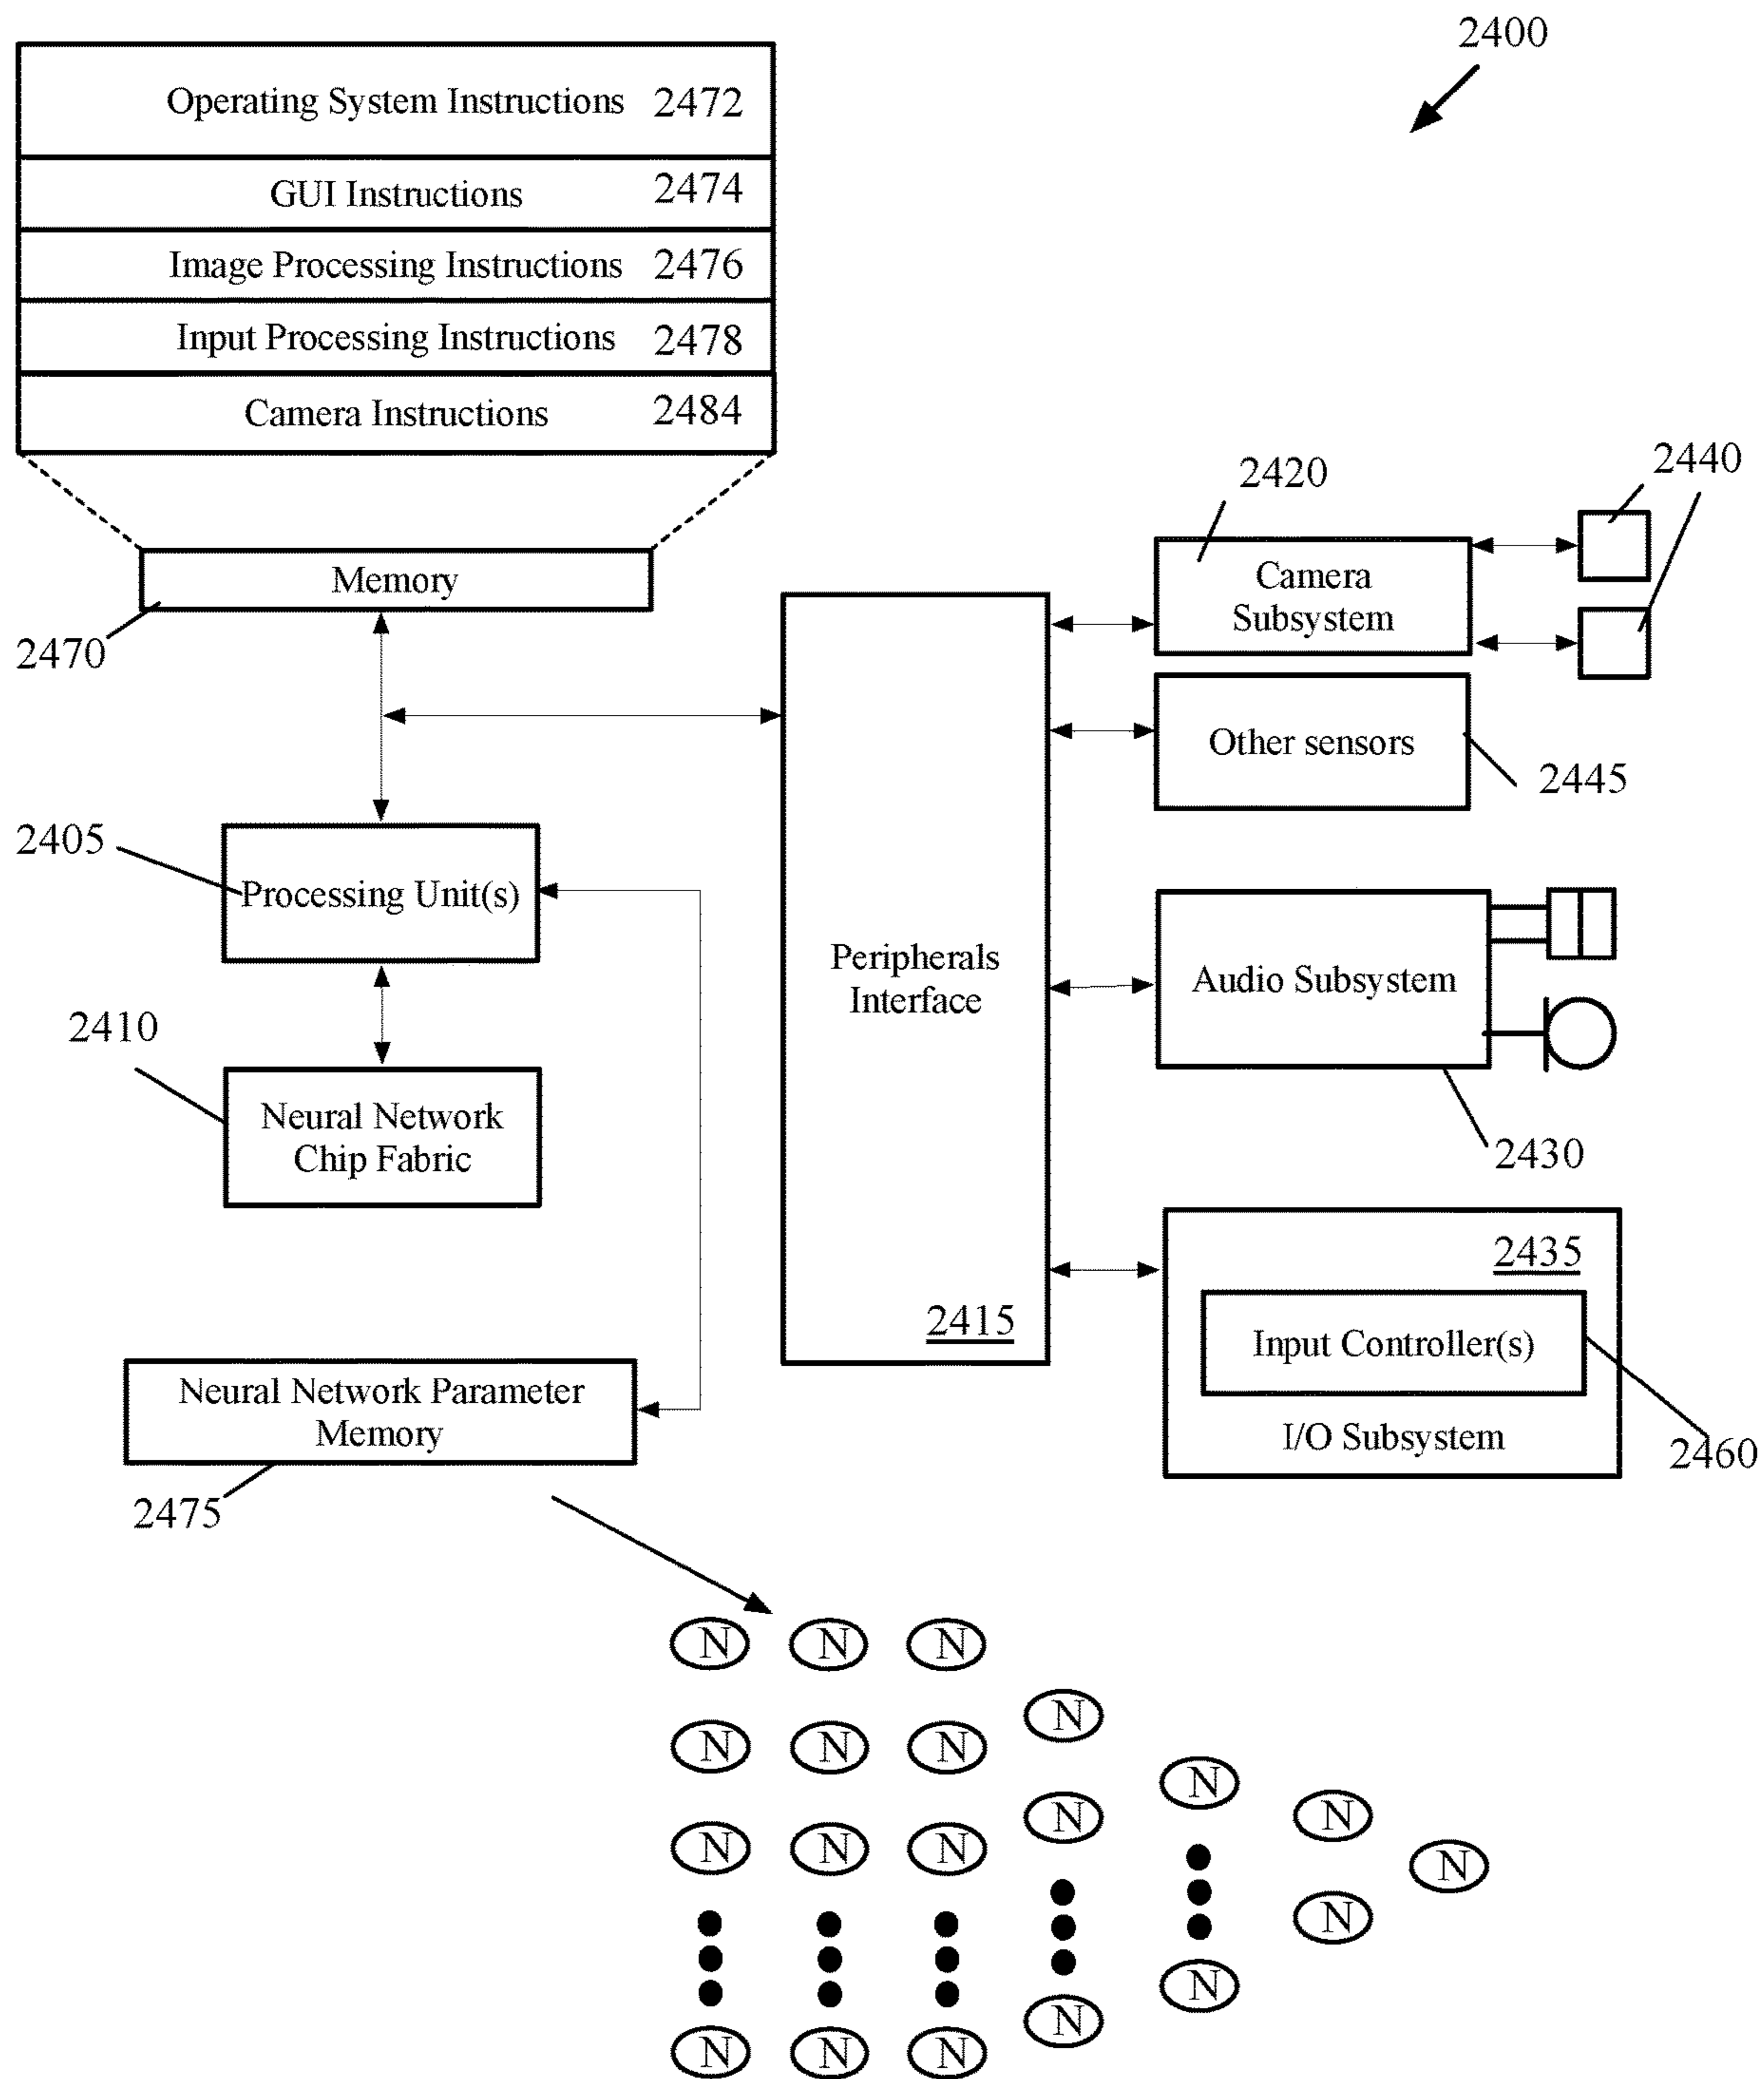 2400
Operating System Instructions 2472
GUI Instructions 2474
Image Processing Instructions 2476
Input Processing Instructions 2478
Camera Instructions 2484
2420
2440
Memory
2470
Camera
Subsystem
Other sensors
2445
2405
Processing Unit(s)
2410
Neural Network
Chip Fabric
Peripherals
Interface
2415
Audio Subsystem
2430
2435
Input Controller(s)
I/O Subsystem
2460
Neural Network Parameter
Memory
2475
N N N
N
N N N
N
N
N
N N N
N
N
N
N
N
N N N